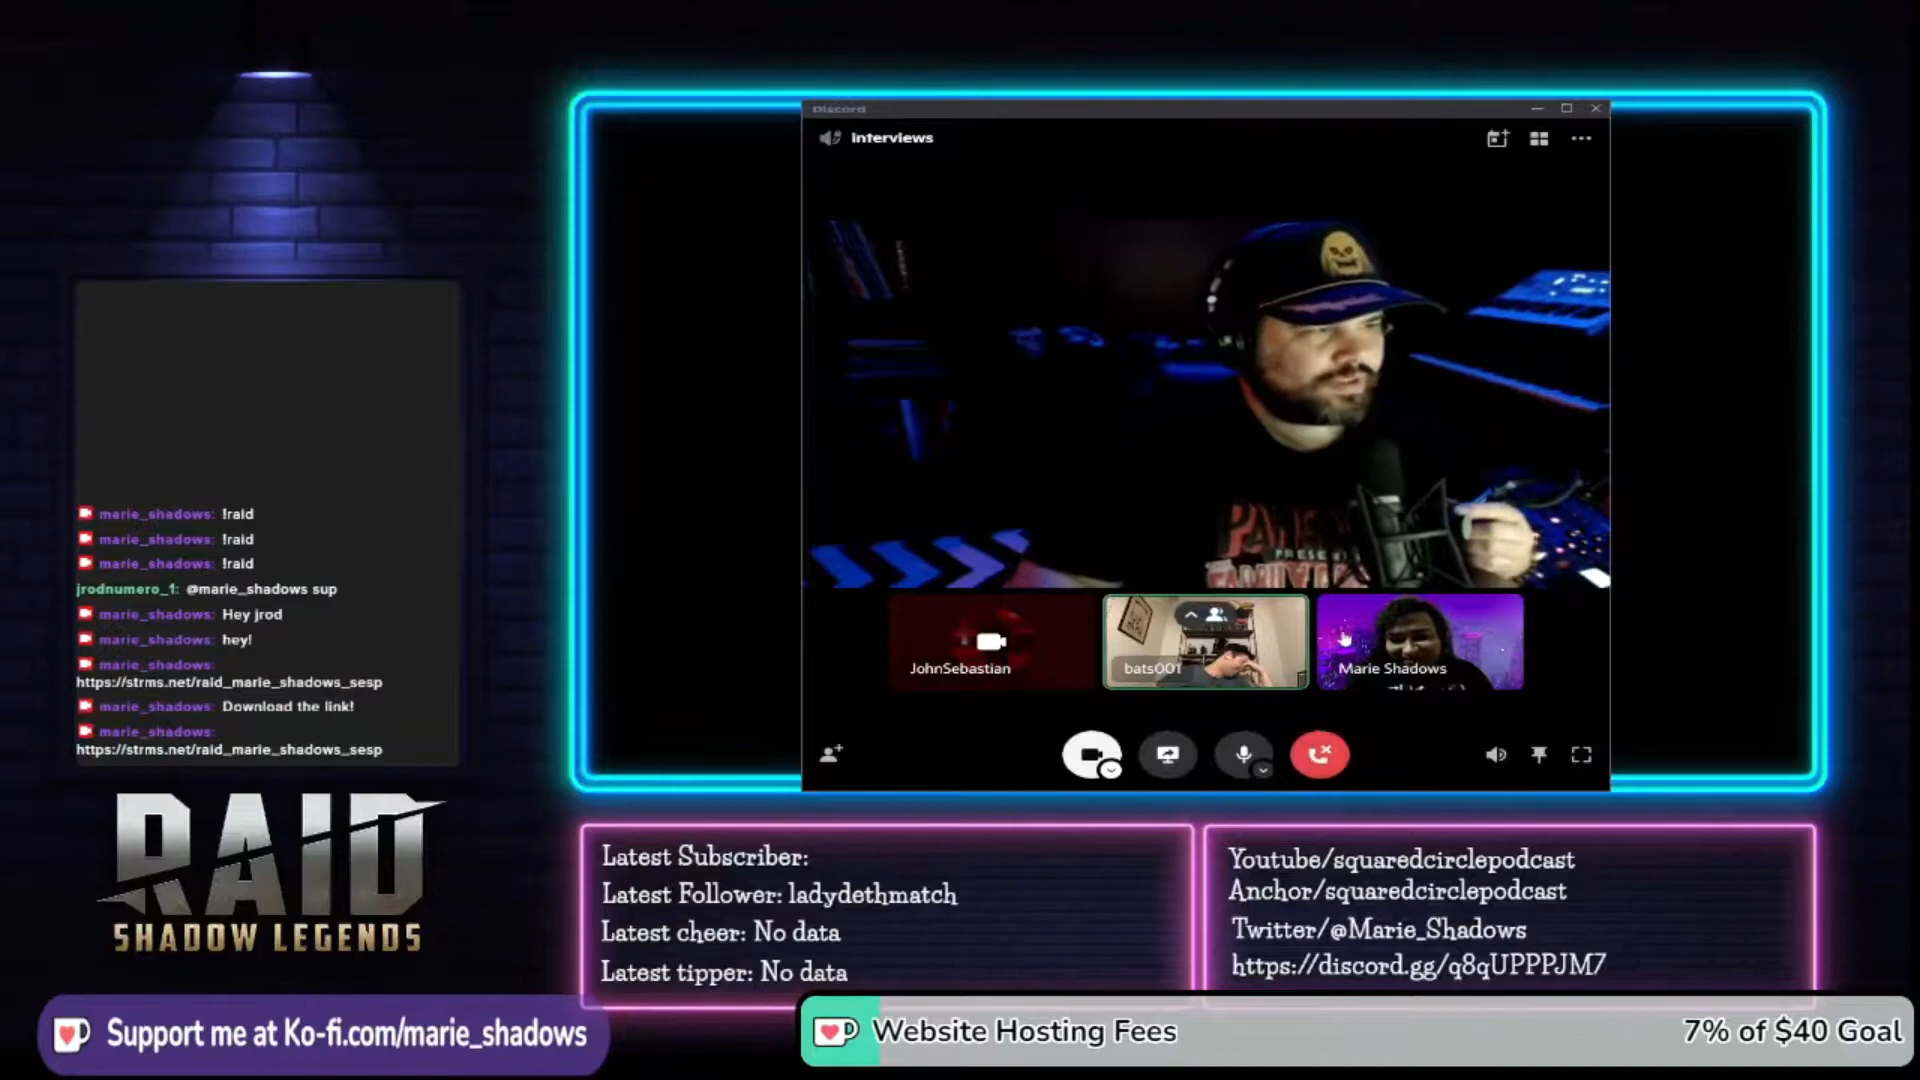 Discord
Interviews
marie_shadows: !raid
marie_shadows: !raid
marie_shadows: !raid
jrodnumero_1: @marie_shadows sup
marie_shadows: Hey jrod
marie_shadows: hey!
marie_shadows:
https://strms.net/raid_marie_shadows_sesp
marie_shadows: Download the link!
marie_shadows:
https://strms.net/raid_marie_shadows_sesp
PRESEN
JohnSebastian
bats001
Marie Shadows
RAID
SHADOW LEGENDS
Latest Subscriber:
Latest Follower: ladydethmatch
Latest cheer: No data
Latest tipper: No data
Youtube/squaredcirclepodcast
Anchor/squaredcirclepodcast
Twitter/@Marie_Shadows
https://discord.gg/q8qUPPPJM7
Support me at Ko-fi.com/marie_shadows
Website Hosting Fees
7% of $40 Goal